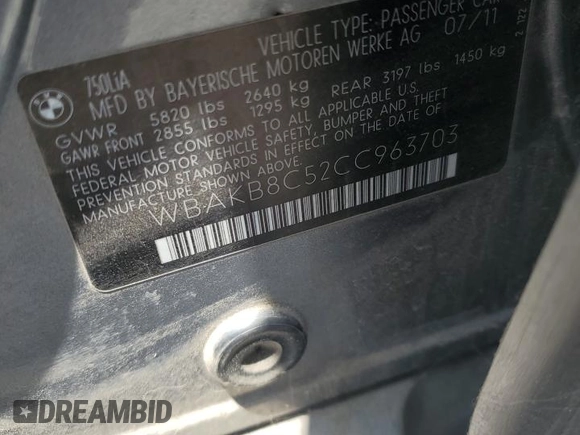 BMW
750LiA
VEHICLE TYPE:-PASSENGER CAR
MFD BY BAYERISCHE MOTOREN WERKE AG 07/11
GVWR 5820 lbs 2640 kg
GAWR FRONT 2855 lbs 1295 kg REAR 3197 lbs 1450 kg
THIS VEHICLE CONFORMS TO ALL APPLICABLE U.S.
FEDERAL MOTOR VEHICLE SAFETY, BUMPER, AND THEFT
PREVENTION STANDARDS IN EFFECT ON THE DATE OF
MANUFACTURE SHOWN ABOVE.
WBAKB8C52CC963703
DREAMBID